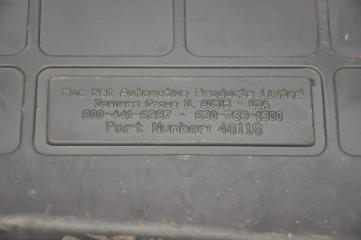 Mac Neil Automotive Products Limited
Downers Grove IL 60515 · USA
800-441-6287 · 630-769-1500
Part Number: 40118